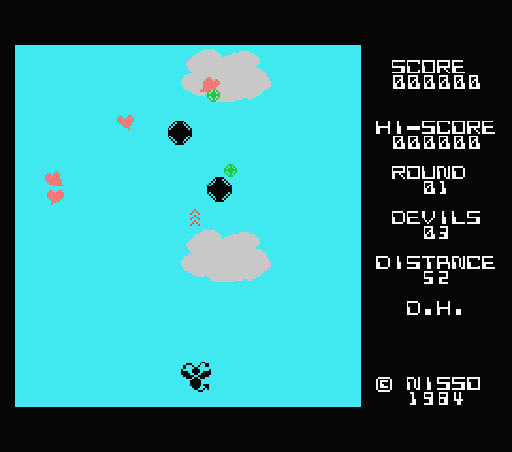 SCORE
000000
HI-SCORE
000000
ROUND
01
DEVILS
03
DISTANCE
52
D.H.
© NISSO
1984